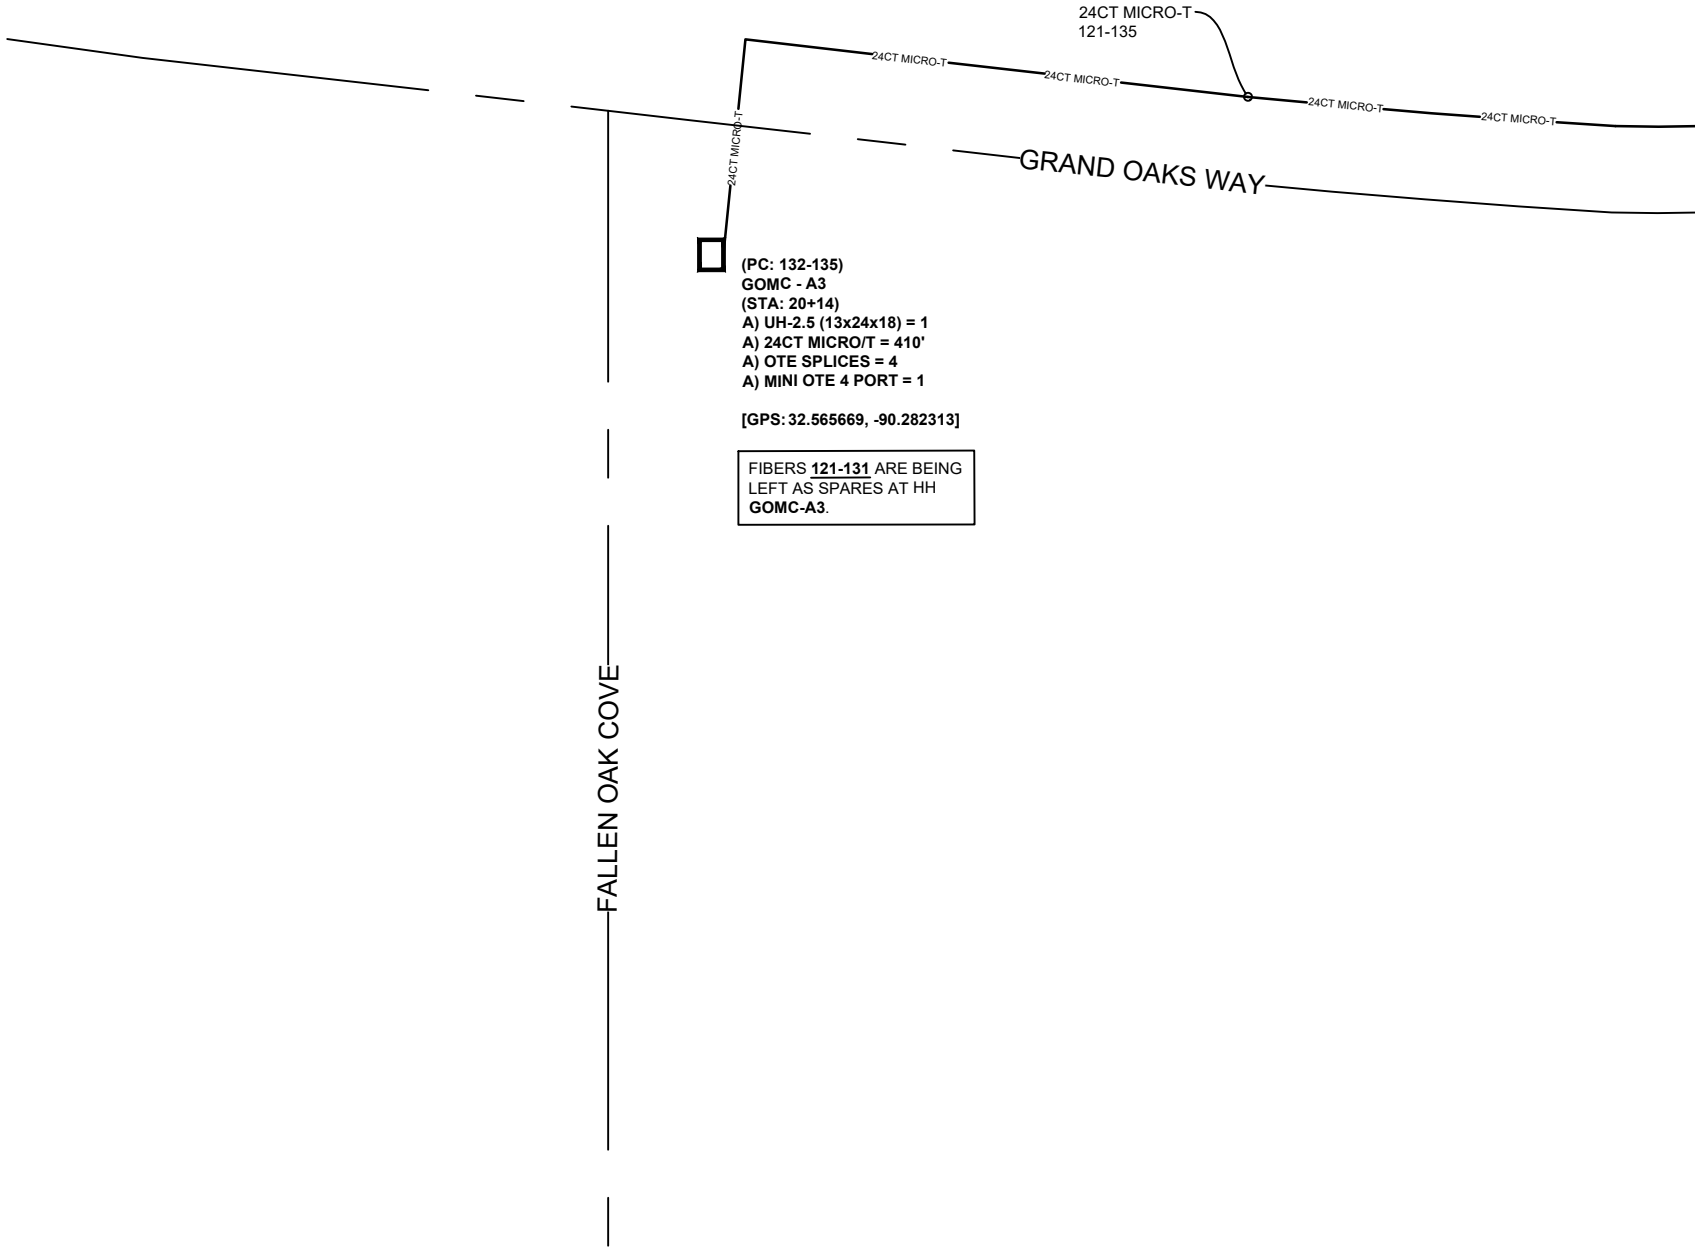 24CT MICRO-T
121-135
24CT MICRO-T
24CT MICRO-T
24CT MICRO-T
24CT MICRO-T
24CT MICRO-T
GRAND OAKS WAY
(PC: 132-135)
GOMC - A3
(STA: 20+14)
A) UH-2.5 (13x24x18) = 1
A) 24CT MICRO/T = 410'
A) OTE SPLICES = 4
A) MINI OTE 4 PORT = 1
[GPS: 32.565669, -90.282313]
FIBERS 121-131 ARE BEING
LEFT AS SPARES AT HH
GOMC-A3.
FALLEN OAK COVE